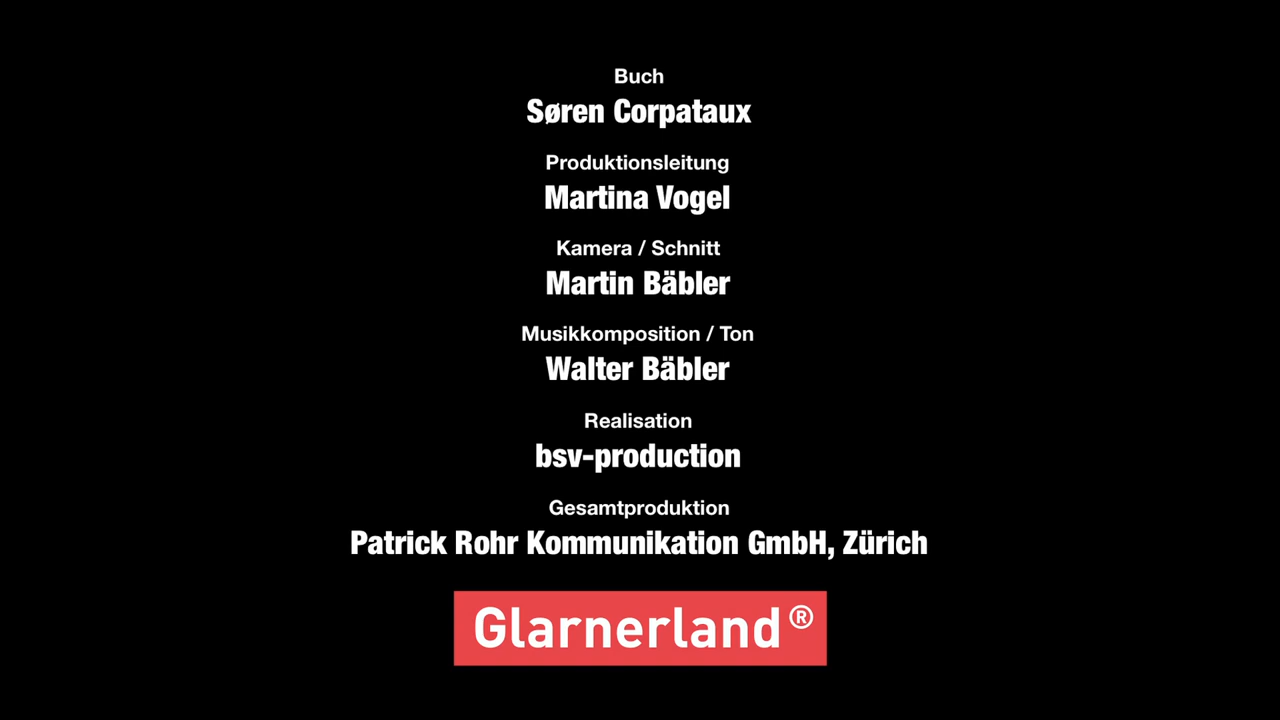 Buch
Søren Corpataux
Produktionsleitung
Martina Vogel
Kamera / Schnitt
Martin Bäbler
Musikkomposition / Ton
Walter Bäbler
Realisation
bsv-production
Gesamtproduktion
Patrick Rohr Kommunikation GmbH, Zürich
Glarnerland®